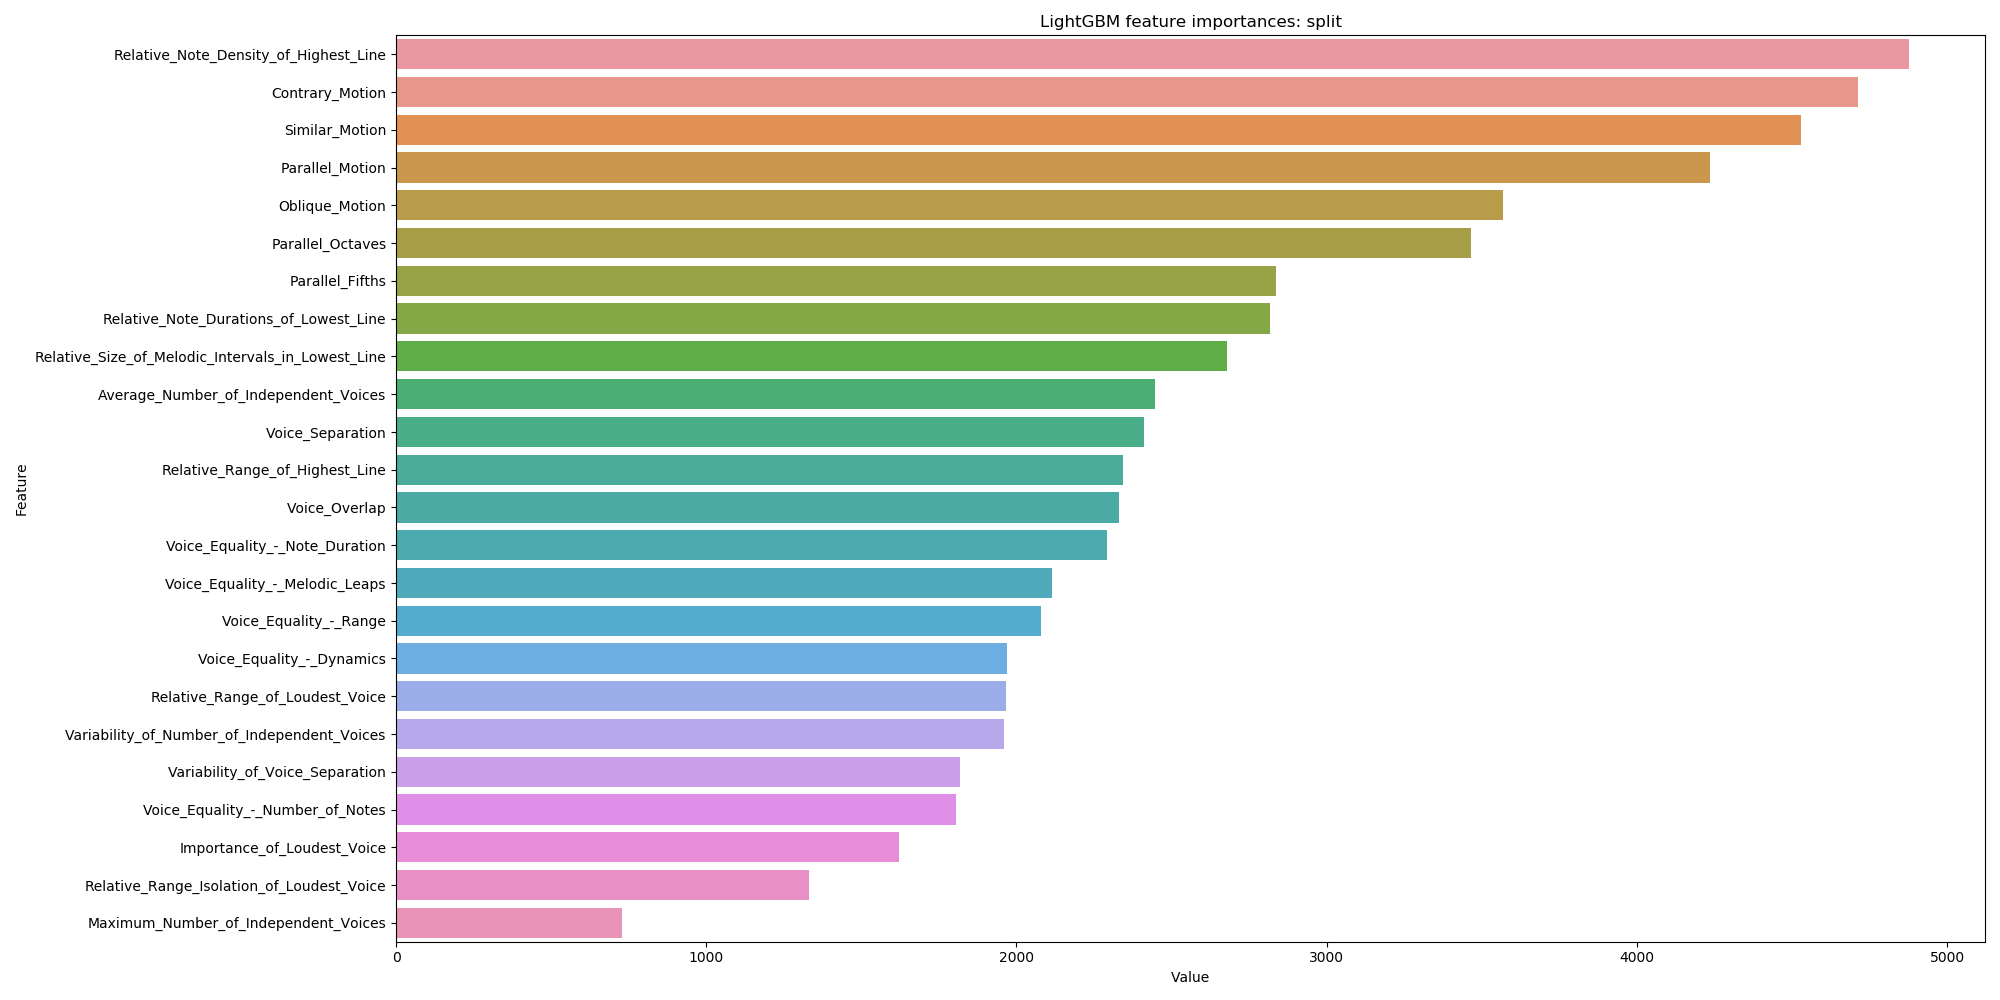 LightGBM feature importances: split
Relative_Note_Density_of_Highest_Line
Contrary_Motion
Similar_Motion
Parallel_Motion
Oblique_Motion
Parallel_Octaves
Parallel_Fifths
Relative_Note_Durations_of_Lowest_Line
Relative_Size_of_Melodic_Intervals_in_Lowest_Line
Average_Number_of_Independent_Voices
Voice_Separation
Relative_Range_of_Highest_Line
Voice_Overlap
Voice_Equality_-_Note_Duration
Voice_Equality_-_Melodic_Leaps
Voice_Equality_-_Range
Voice_Equality_-_Dynamics
Relative_Range_of_Loudest_Voice
Variability_of_Number_of_Independent_Voices
Variability_of_Voice_Separation
Voice_Equality_-_Number_of_Notes
Importance_of_Loudest_Voice
Relative_Range_Isolation_of_Loudest_Voice
Maximum_Number_of_Independent_Voices
Feature
0 1000 2000 3000 4000 5000
Value